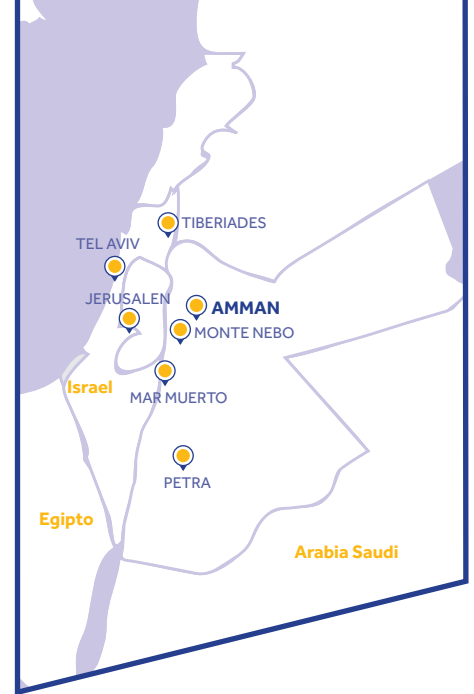 TIBERIADES
TEL AVIV
JERUSALEN
AMMAN
MONTE NEBO
Israel
MAR MUERTO
PETRA
Egipto
Arabia Saudi